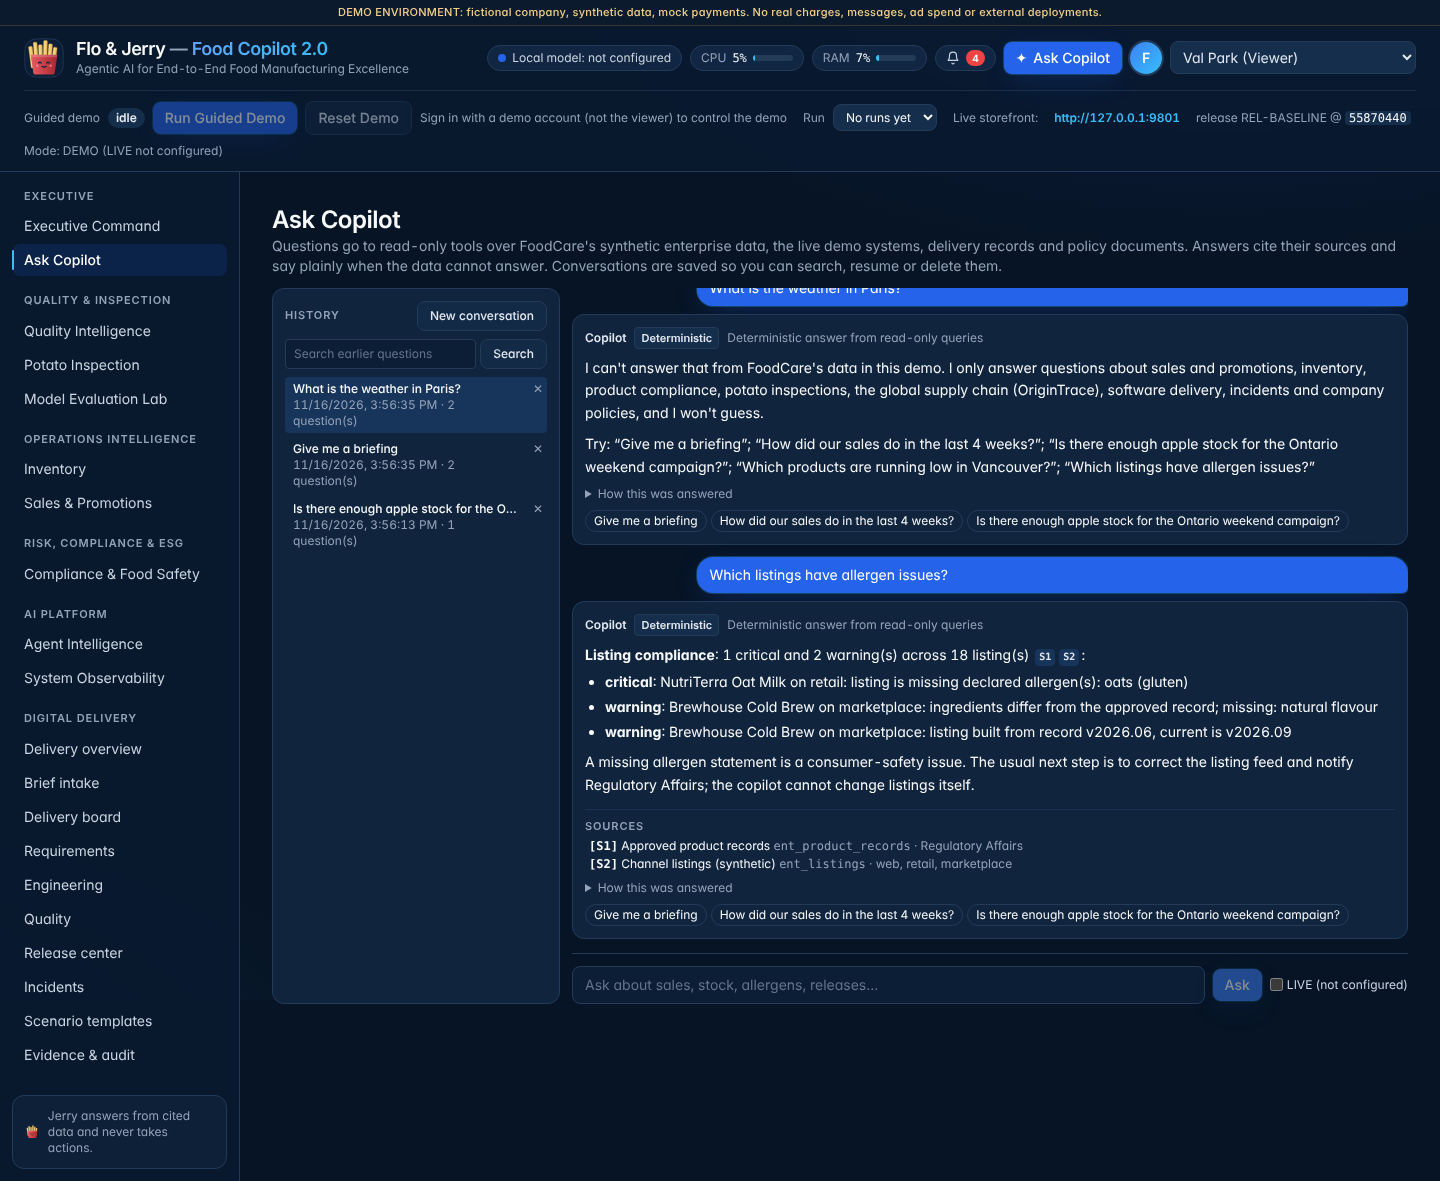 DEMO ENVIRONMENT: fictional company, synthetic data, mock payments. No real charges, messages, ad spend or external deployments.
Flo & Jerry — Food Copilot 2.0
Agentic AI for End-to-End Food Manufacturing Excellence
Local model: not configured
CPU 5%
RAM 7%
4
✦ Ask Copilot
F
Val Park (Viewer)
Guided demo idle Run Guided Demo Reset Demo Sign in with a demo account (not the viewer) to control the demo Run No runs yet Live storefront: http://127.0.0.1:9801 release REL-BASELINE @ 55870440
Mode: DEMO (LIVE not configured)
EXECUTIVE
Executive Command
Ask Copilot
QUALITY & INSPECTION
Quality Intelligence
Potato Inspection
Model Evaluation Lab
OPERATIONS INTELLIGENCE
Inventory
Sales & Promotions
RISK, COMPLIANCE & ESG
Compliance & Food Safety
AI PLATFORM
Agent Intelligence
System Observability
DIGITAL DELIVERY
Delivery overview
Brief intake
Delivery board
Requirements
Engineering
Quality
Release center
Incidents
Scenario templates
Evidence & audit
Jerry answers from cited
data and never takes
actions.
Ask Copilot
Questions go to read-only tools over FoodCare's synthetic enterprise data, the live demo systems, delivery records and policy documents. Answers cite their sources and
say plainly when the data cannot answer. Conversations are saved so you can search, resume or delete them.
HISTORY
New conversation
Search earlier questions
Search
What is the weather in Paris? ×
11/16/2026, 3:56:35 PM · 2
question(s)
Give me a briefing ×
11/16/2026, 3:56:35 PM · 2
question(s)
Is there enough apple stock for the O... ×
11/16/2026, 3:56:13 PM · 1
question(s)
What is the weather in Paris?
Copilot Deterministic Deterministic answer from read-only queries
I can't answer that from FoodCare's data in this demo. I only answer questions about sales and promotions, inventory,
product compliance, potato inspections, the global supply chain (OriginTrace), software delivery, incidents and company
policies, and I won't guess.
Try: “Give me a briefing”; “How did our sales do in the last 4 weeks?”; “Is there enough apple stock for the Ontario
weekend campaign?”; “Which products are running low in Vancouver?”; “Which listings have allergen issues?”
How this was answered
Give me a briefing How did our sales do in the last 4 weeks? Is there enough apple stock for the Ontario weekend campaign?
Which listings have allergen issues?
Copilot Deterministic Deterministic answer from read-only queries
Listing compliance: 1 critical and 2 warning(s) across 18 listing(s) S1 S2 :
• critical: NutriTerra Oat Milk on retail: listing is missing declared allergen(s): oats (gluten)
• warning: Brewhouse Cold Brew on marketplace: ingredients differ from the approved record; missing: natural flavour
• warning: Brewhouse Cold Brew on marketplace: listing built from record v2026.06, current is v2026.09
A missing allergen statement is a consumer-safety issue. The usual next step is to correct the listing feed and notify
Regulatory Affairs; the copilot cannot change listings itself.
SOURCES
[S1] Approved product records ent_product_records · Regulatory Affairs
[S2] Channel listings (synthetic) ent_listings · web, retail, marketplace
How this was answered
Give me a briefing How did our sales do in the last 4 weeks? Is there enough apple stock for the Ontario weekend campaign?
Ask about sales, stock, allergens, releases...
Ask
LIVE (not configured)